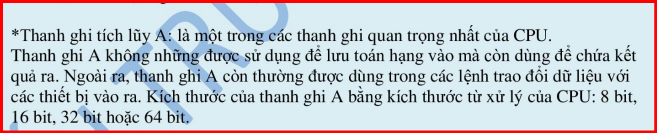 *Thanh ghi tích lũy A: là một trong các thanh ghi quan trọng nhất của CPU.
Thanh ghi A không những được sử dụng để lưu toán hạng vào mà còn dùng để chứa kết
quả ra. Ngoài ra, thanh ghi A còn thường được dùng trong các lệnh trao đổi dữ liệu với
các thiết bị vào ra. Kích thước của thanh ghi A bằng kích thước từ xử lý của CPU: 8 bit,
16 bit, 32 bit hoặc 64 bit.